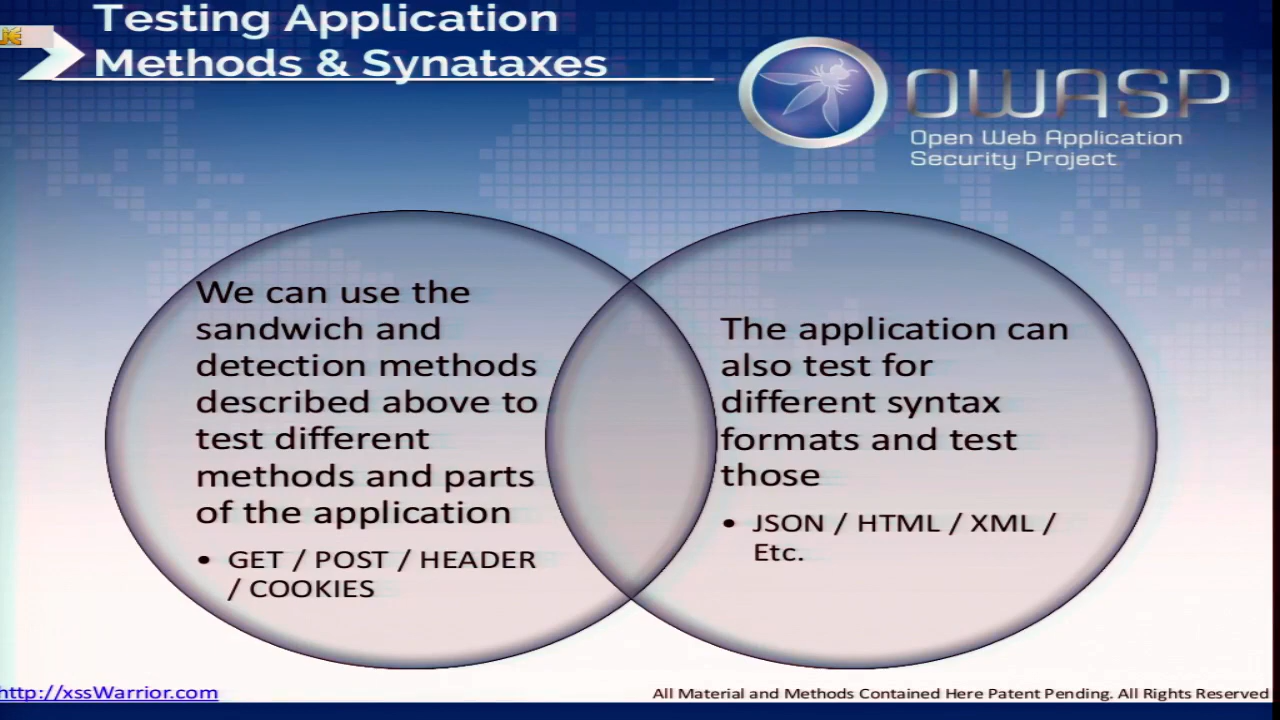 Testing Application
Methods & Synataxes
OWASP
Open Web Application
Security Project
We can use the
sandwich and
detection methods
described above to
test different
methods and parts
of the application
• GET / POST / HEADER
/ COOKIES
The application can
also test for
different syntax
formats and test
those
• JSON / HTML / XML /
Etc.
http://xssWarrior.com
All Material and Methods Contained Here Patent Pending. All Rights Reserved